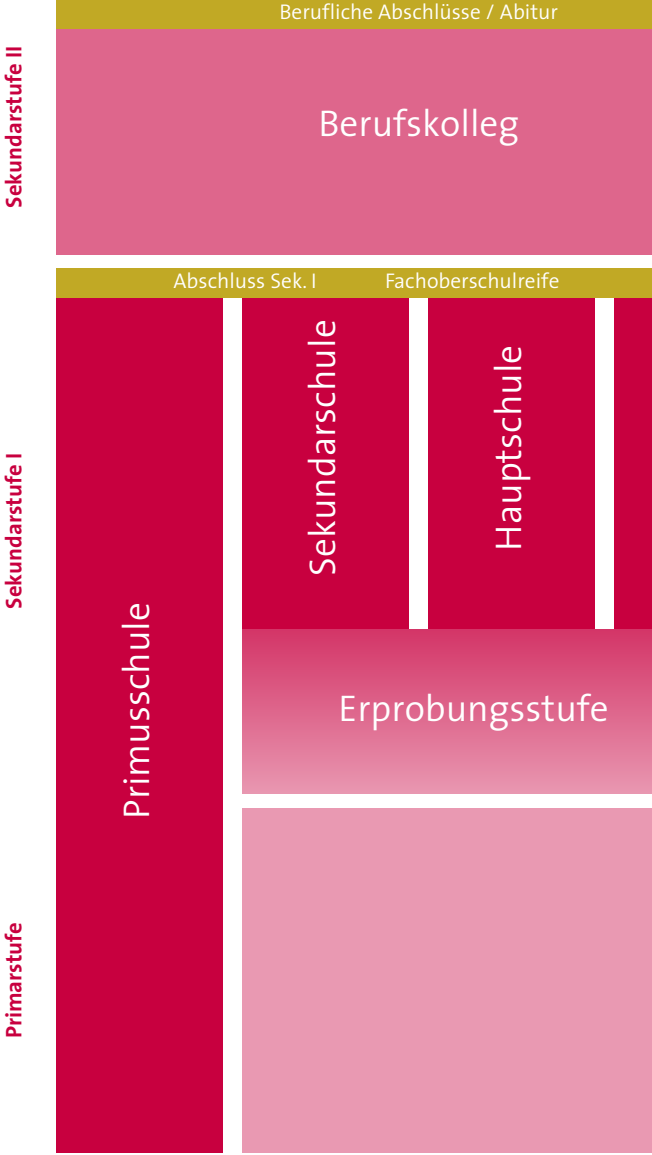 Berufliche Abschlüsse / Abitur
Sekundarstufe II
Berufskolleg
Abschluss Sek. I
Fachoberschulreife
Sekundarstufe I
Primusschule
Sekundarschule
Hauptschule
Erprobungsstufe
Primarstufe